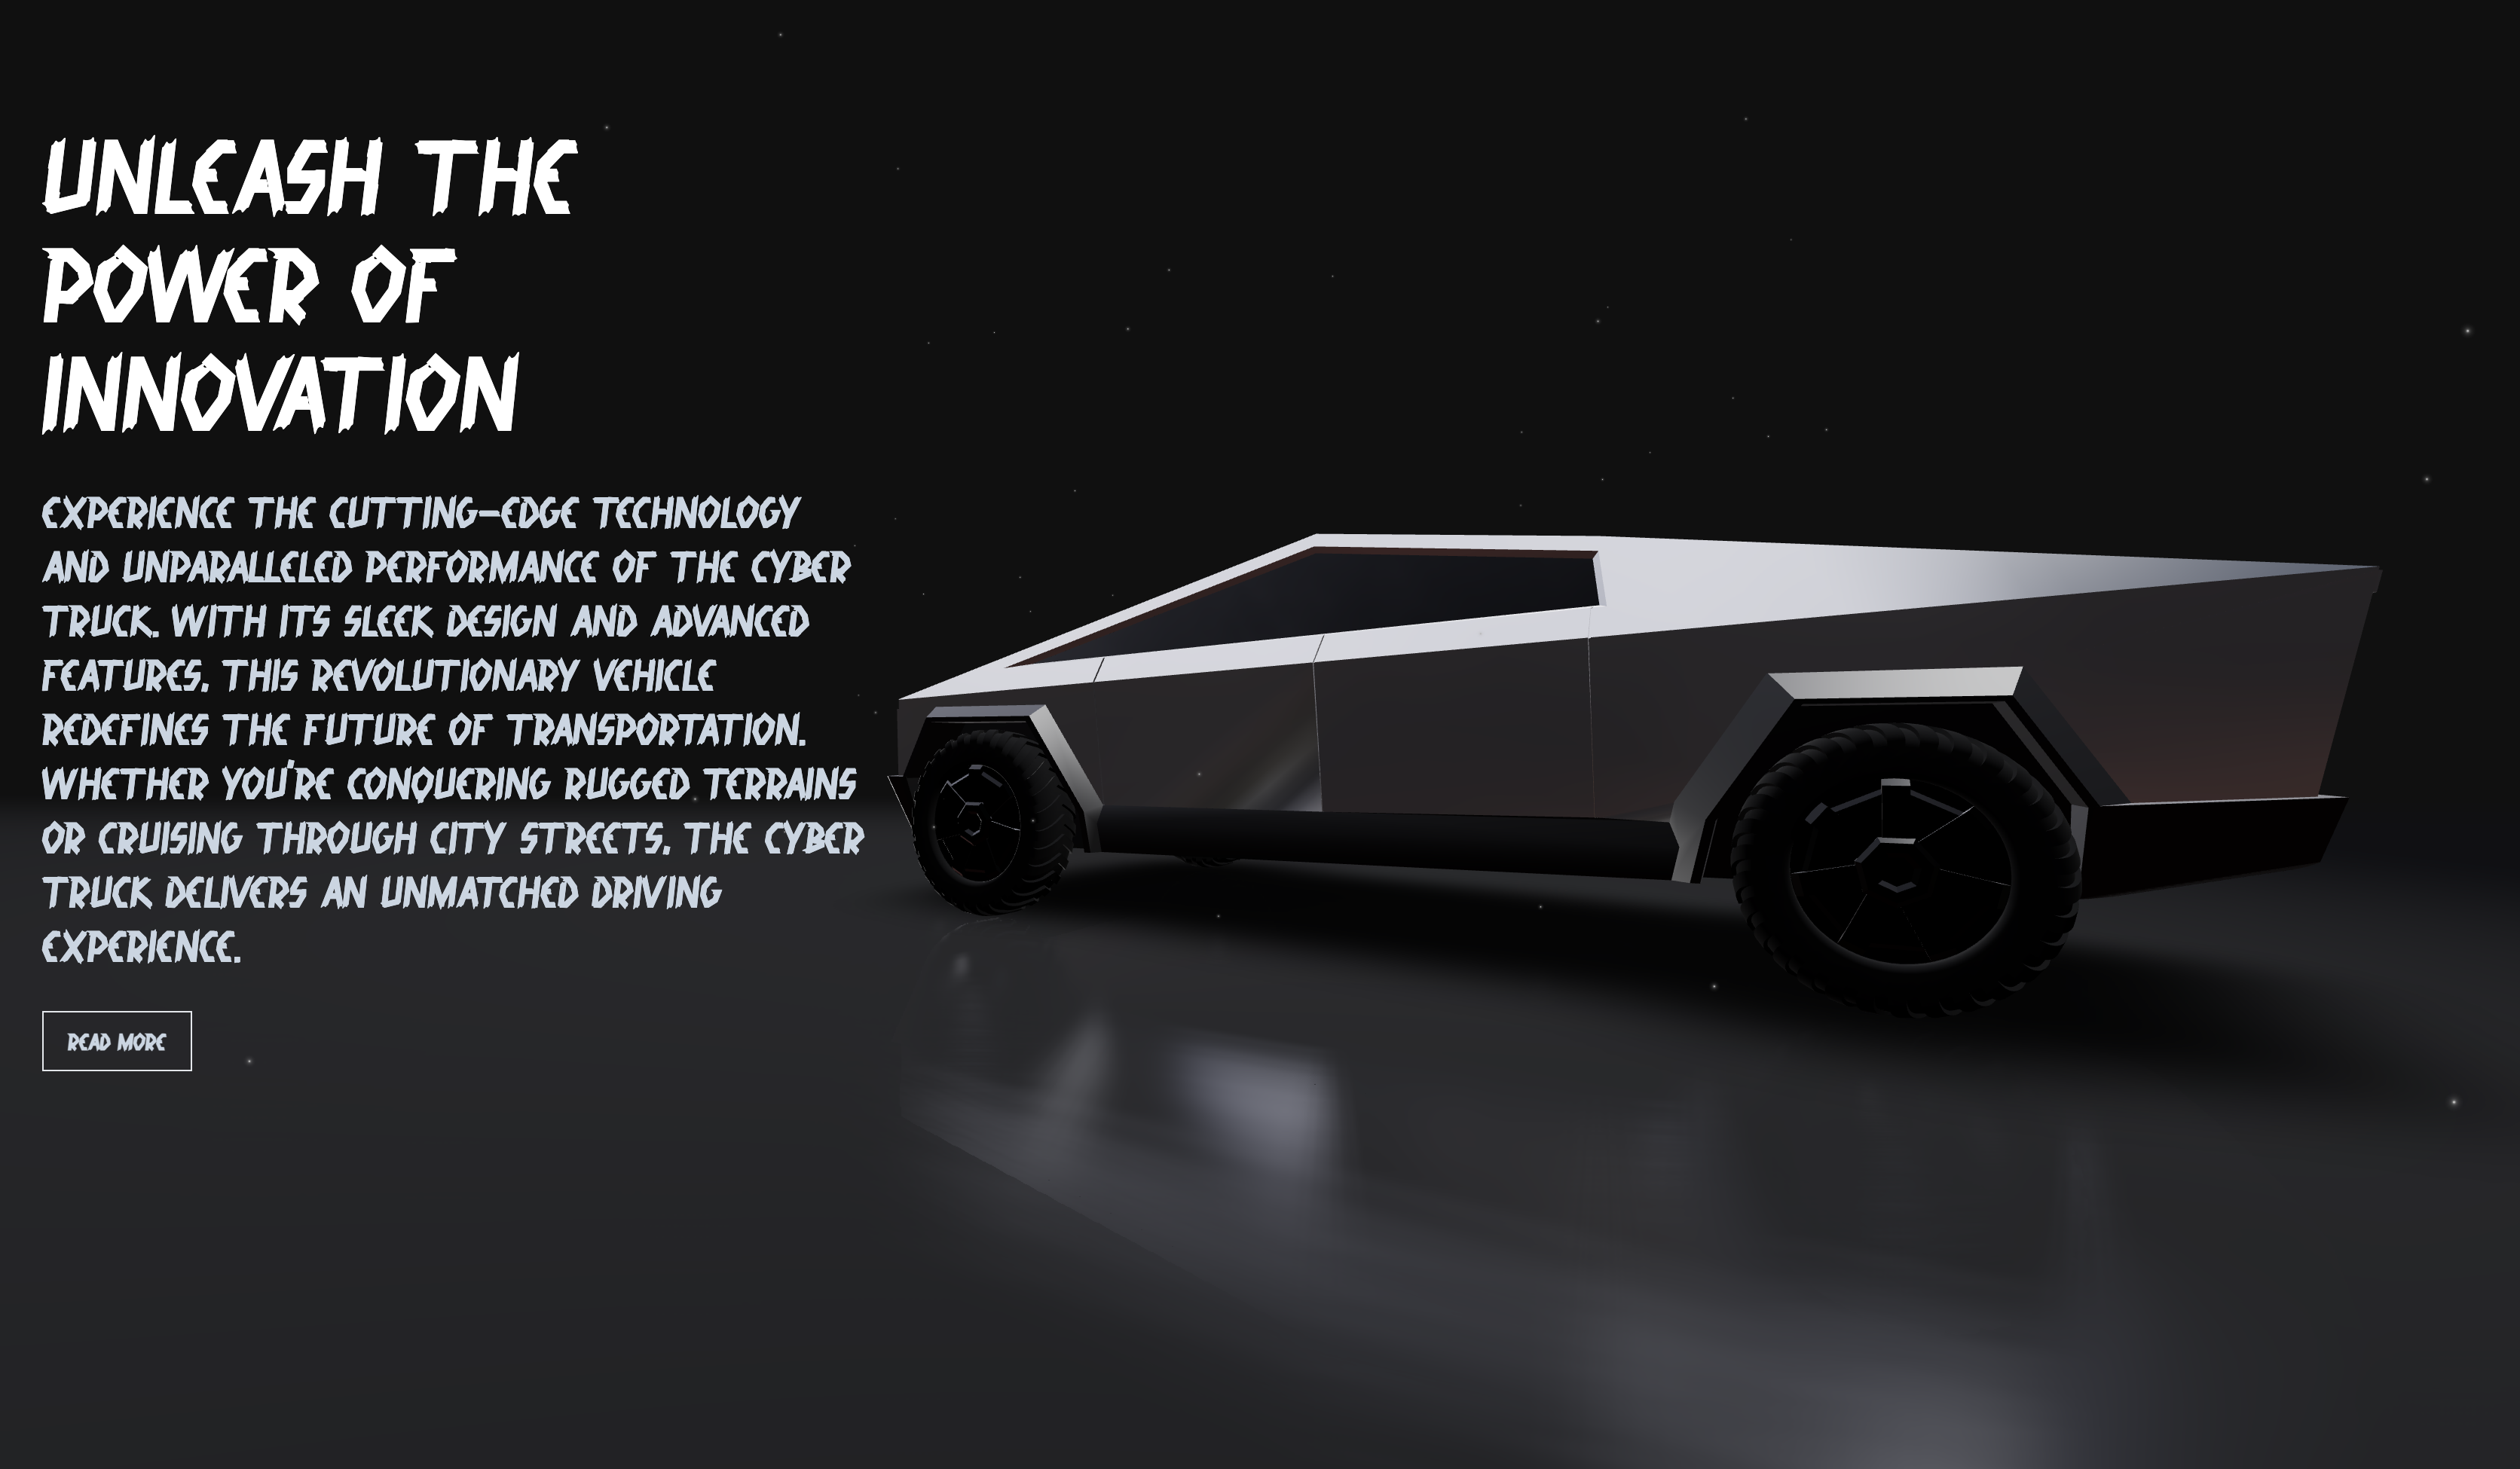 UNLEASH THE
POWER OF
INNOVATION
EXPERIENCE THE CUTTING-EDGE TECHNOLOGY
AND UNPARALLELED PERFORMANCE OF THE CYBER
TRUCK. WITH ITS SLEEK DESIGN AND ADVANCED
FEATURES, THIS REVOLUTIONARY VEHICLE
REDEFINES THE FUTURE OF TRANSPORTATION.
WHETHER YOU'RE CONQUERING RUGGED TERRAINS
OR CRUISING THROUGH CITY STREETS, THE CYBER
TRUCK DELIVERS AN UNMATCHED DRIVING
EXPERIENCE.
READ MORE